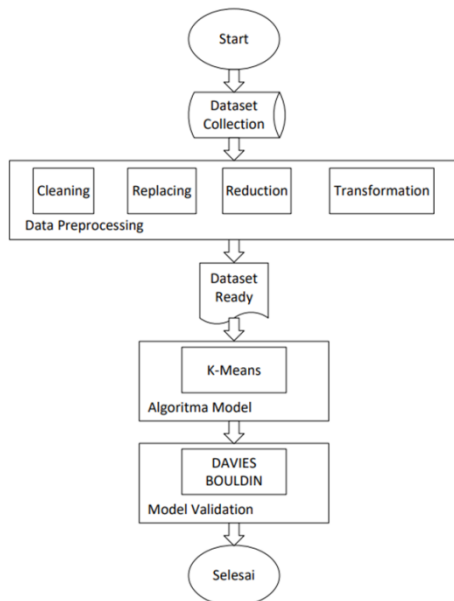 Start
Dataset
Collection
Cleaning
Replacing
Reduction
Transformation
Data Preprocessing
Dataset
Ready
K-Means
Algoritma Model
DAVIES
BOULDIN
Model Validation
Selesai